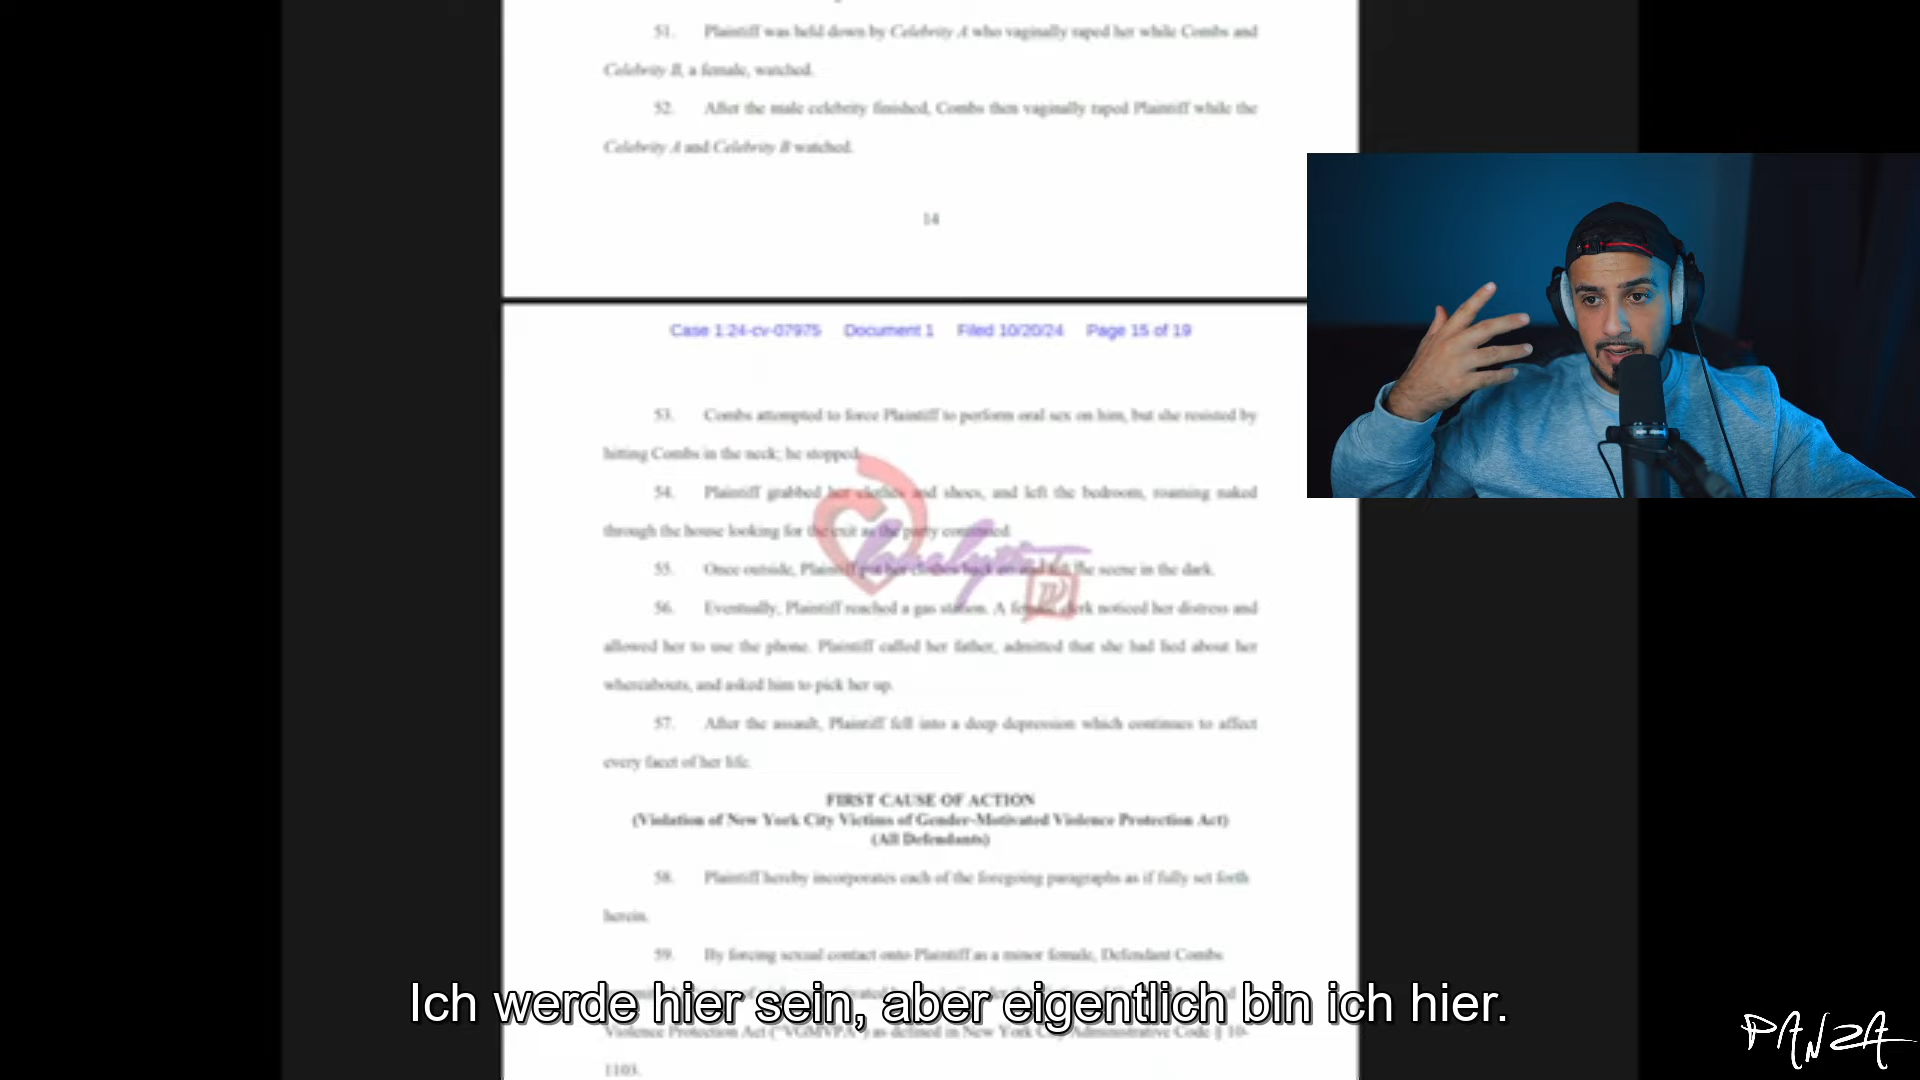 51. Plaintiff was held down by Celebrity A who vaginally raped her while Combs and
Celebrity B, a female, watched.
52. After the male celebrity finished, Combs then vaginally raped Plaintiff while the
Celebrity A and Celebrity B watched.
14
Case 1:24-cv-07975 Document 1 Filed 10/20/24 Page 15 of 19
53. Combs attempted to force Plaintiff to perform oral sex on him, but she resisted by
hitting Combs in the neck; he stopped.
54. Plaintiff grabbed her clothes and shoes, and left the bedroom, roaming naked
through the house looking for the exit as the party continued.
55. Once outside, Plaintiff put her clothes back on and the scene in the dark.
56. Eventually, Plaintiff reached a gas station. A female clerk noticed her distress and
allowed her to use the phone. Plaintiff called her father, admitted that she had lied about her
whereabouts, and asked him to pick her up.
57. After the assault, Plaintiff fell into a deep depression which continues to affect
every facet of her life.
FIRST CAUSE OF ACTION
(Violation of New York City Victims of Gender-Motivated Violence Protection Act)
(All Defendants)
58. Plaintiff hereby incorporates each of the foregoing paragraphs as if fully set forth
herein.
59. By forcing sexual contact onto Plaintiff as a minor female, Defendant Combs
Ich werde hier sein, aber eigentlich bin ich hier.
Violence Protection Act ("VGMVPA") as defined in New York City Administrative Code § 10-
1103.
PANZA